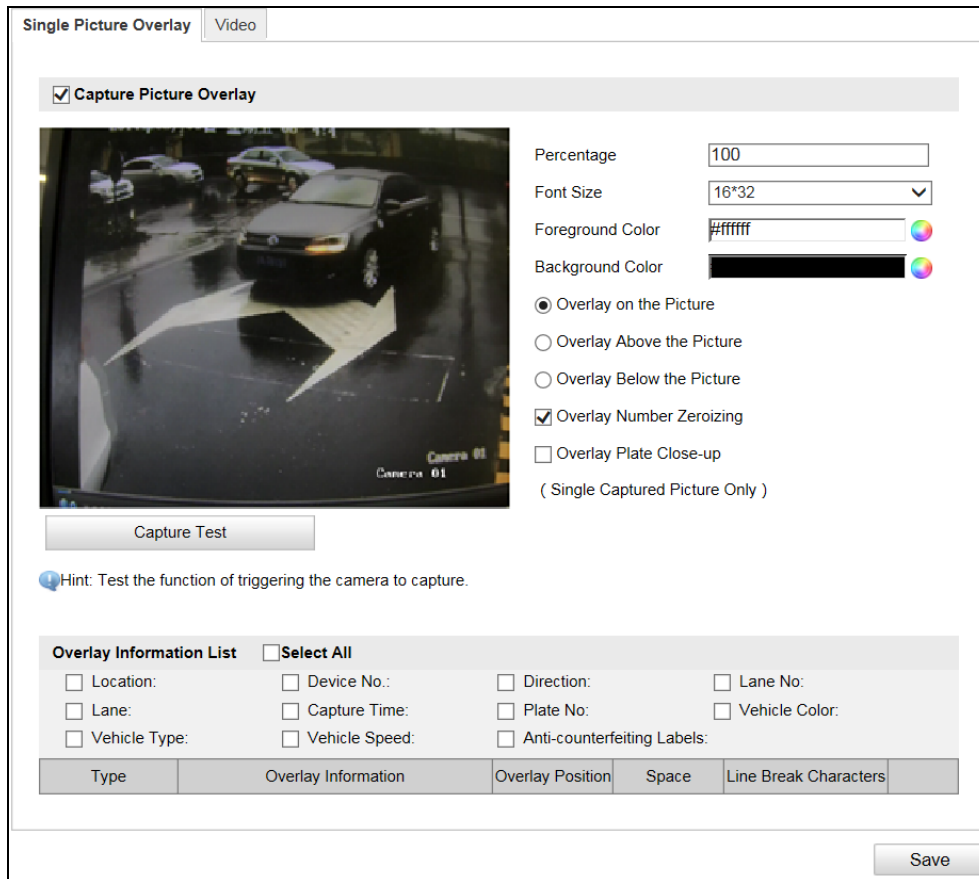 Single Picture Overlay Video
Capture Picture Overlay
Percentage 100
Font Size 16*32
Foreground Color #ffffff
Background Color
Overlay on the Picture
Overlay Above the Picture
Overlay Below the Picture
Overlay Number Zeroizing
Overlay Plate Close-up
( Single Captured Picture Only )
Camera 01
Camera 01
Capture Test
Hint: Test the function of triggering the camera to capture.
Overlay Information List Select All
Location: Device No.: Direction: Lane No:
Lane: Capture Time: Plate No: Vehicle Color:
Vehicle Type: Vehicle Speed: Anti-counterfeiting Labels:
Type Overlay Information Overlay Position Space Line Break Characters
Save